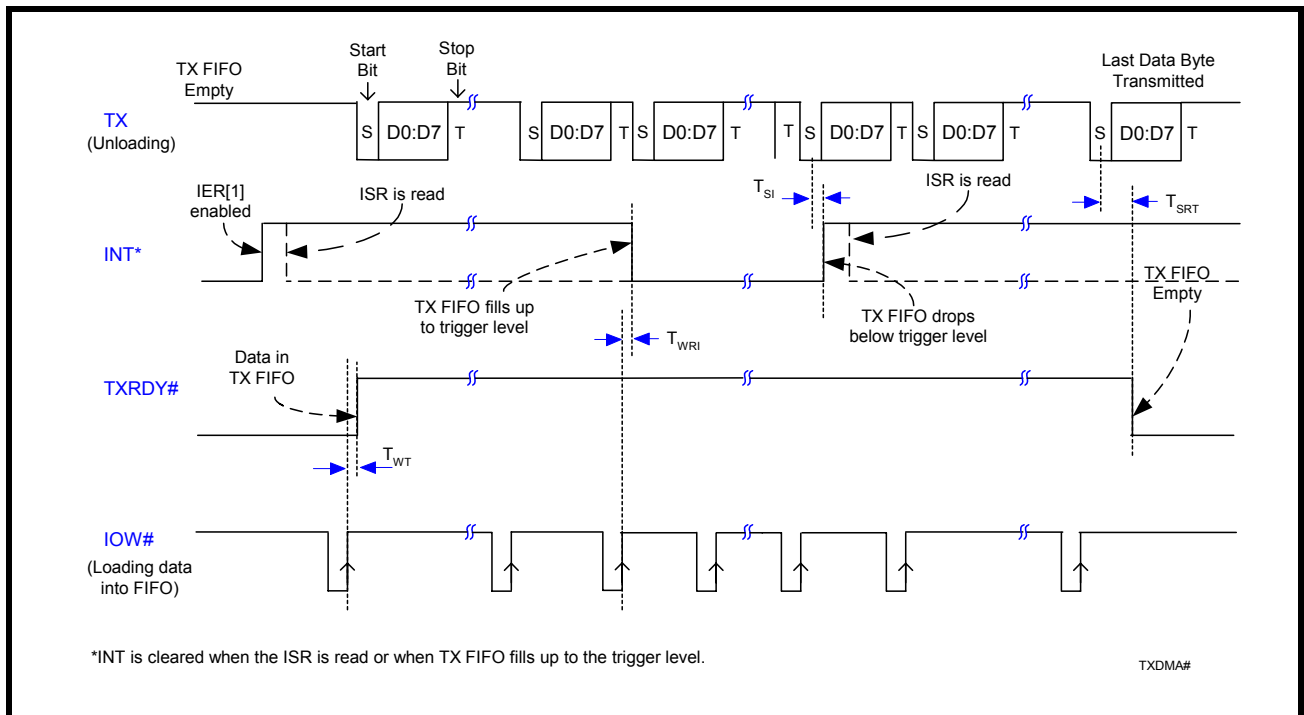 Start
Bit
Stop
Bit
TX FIFO
Empty
Last Data Byte
Transmitted
TX
(Unloading)
S D0:D7 T S D0:D7 T S D0:D7 T T S D0:D7 T S D0:D7 T S D0:D7 T
IER[1]
enabled
ISR is read
TSI
ISR is read
TSRT
INT*
TX FIFO fills up
to trigger level
TX FIFO drops
below trigger level
TX FIFO
Empty
TWRI
Data in
TX FIFO
TXRDY#
TWT
IOW#
(Loading data
into FIFO)
*INT is cleared when the ISR is read or when TX FIFO fills up to the trigger level.
TXDMA#